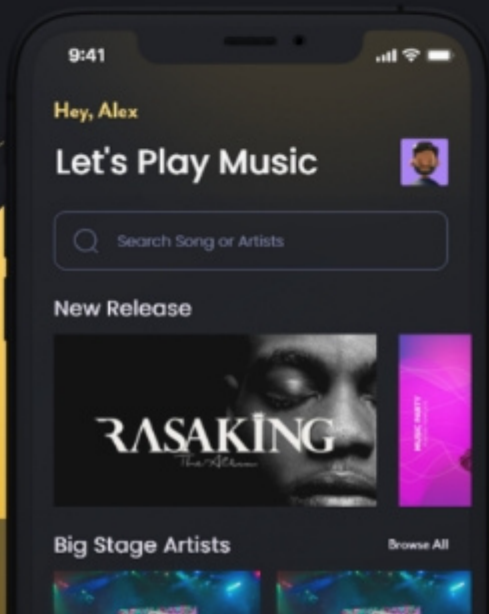 9:41
Hey, Alex
Let's Play Music
Search Song or Artists
New Release
RASAKING
The Album
MUSIC PARTY
Big Stage Artists
Browse All